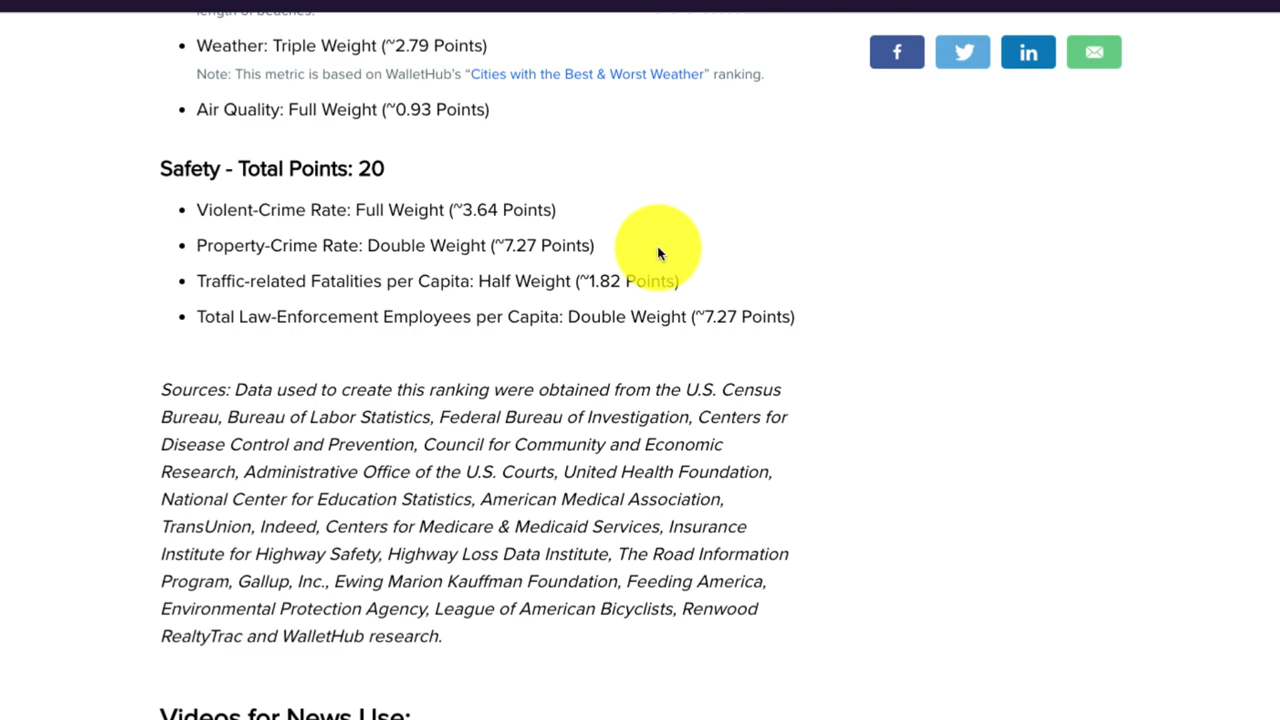 length of beaches.
Weather: Triple Weight (~2.79 Points)
Note: This metric is based on WalletHub's "Cities with the Best & Worst Weather" ranking.
Air Quality: Full Weight (~0.93 Points)
Safety - Total Points: 20
Violent-Crime Rate: Full Weight (~3.64 Points)
Property-Crime Rate: Double Weight (~7.27 Points)
Traffic-related Fatalities per Capita: Half Weight (~1.82 Points)
Total Law-Enforcement Employees per Capita: Double Weight (~7.27 Points)
Sources: Data used to create this ranking were obtained from the U.S. Census
Bureau, Bureau of Labor Statistics, Federal Bureau of Investigation, Centers for
Disease Control and Prevention, Council for Community and Economic
Research, Administrative Office of the U.S. Courts, United Health Foundation,
National Center for Education Statistics, American Medical Association,
TransUnion, Indeed, Centers for Medicare & Medicaid Services, Insurance
Institute for Highway Safety, Highway Loss Data Institute, The Road Information
Program, Gallup, Inc., Ewing Marion Kauffman Foundation, Feeding America,
Environmental Protection Agency, League of American Bicyclists, Renwood
RealtyTrac and WalletHub research.
Videos for News Use: